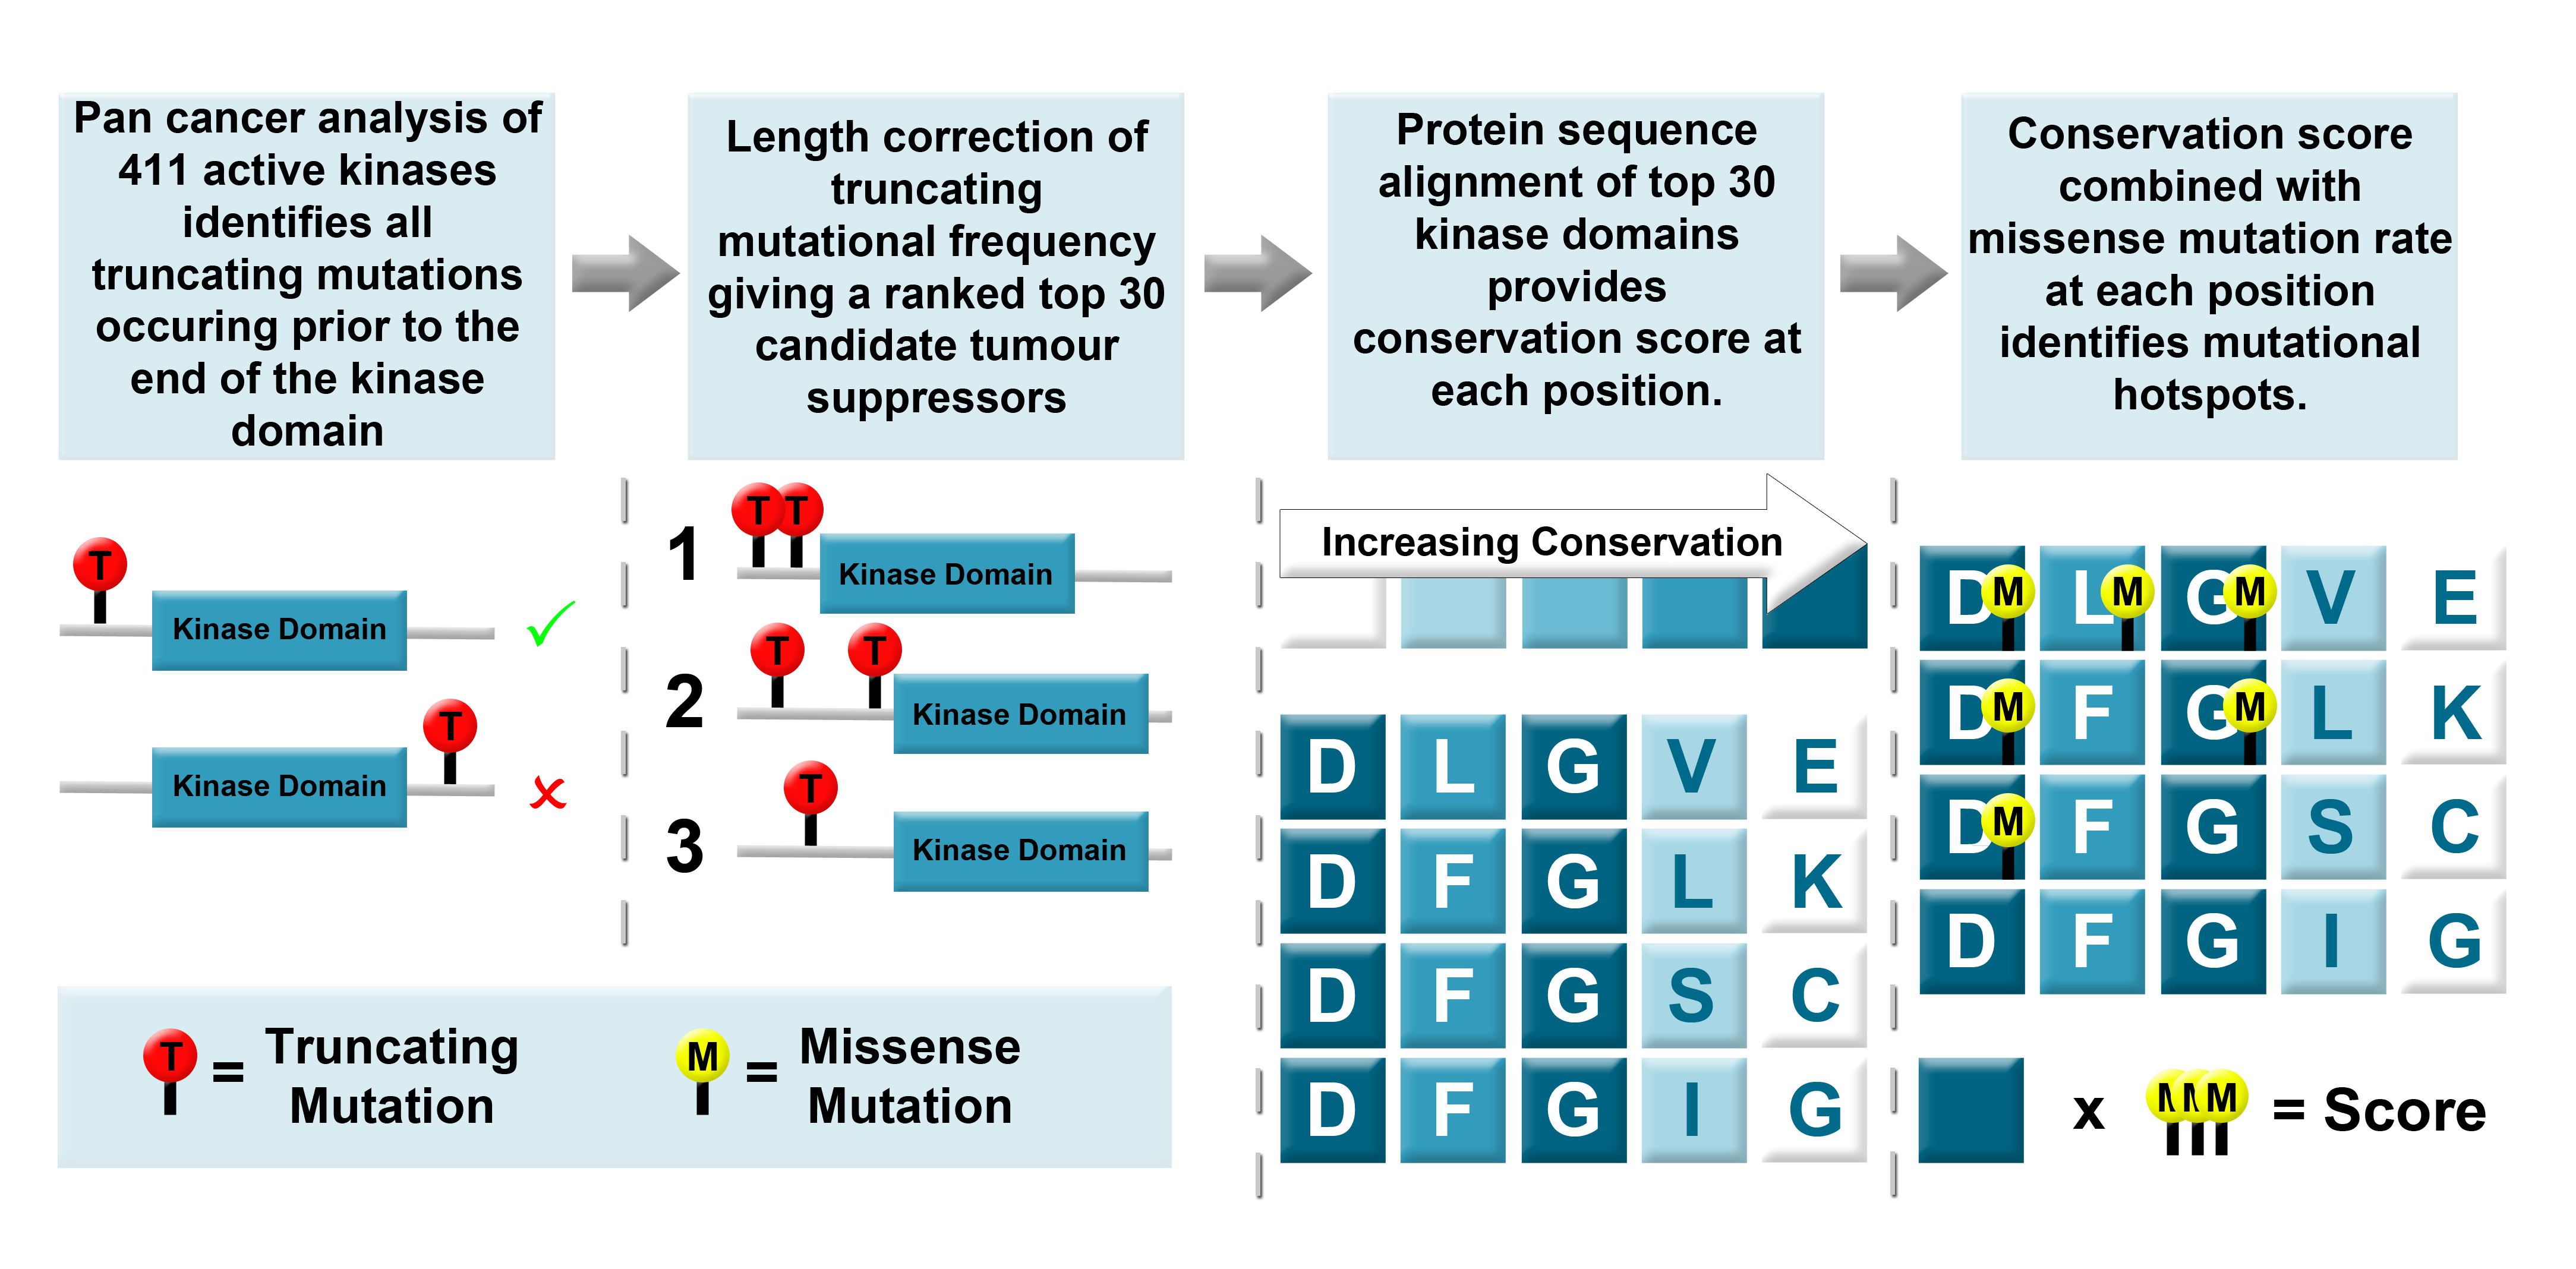 Pan cancer analysis of
411 active kinases
identifies all
truncating mutations
occuring prior to the
end of the kinase
domain
Length correction of
truncating
mutational frequency
giving a ranked top 30
candidate tumour
suppressors
Protein sequence
alignment of top 30
kinase domains
provides
conservation score at
each position.
Conservation score
combined with
missense mutation rate
at each position
identifies mutational
hotspots.
T
Kinase Domain
T
Kinase Domain
1 T T
Kinase Domain
2 T T
Kinase Domain
3 T
Kinase Domain
T = Truncating
Mutation
M = Missense
Mutation
Increasing Conservation
D L G V E
D F G L K
D F G S C
D F G I G
D M L M G M V E
D M F G M L K
D M F G S C
D F G I G
x M M M = Score